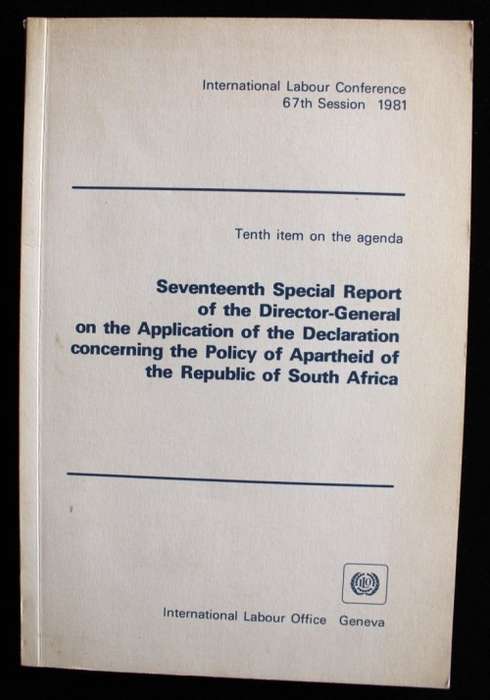 International Labour Conference
67th Session 1981
Tenth item on the agenda
Seventeenth Special Report
of the Director-General
on the Application of the Declaration
concerning the Policy of Apartheid of
the Republic of South Africa
ILO
International Labour Office Geneva